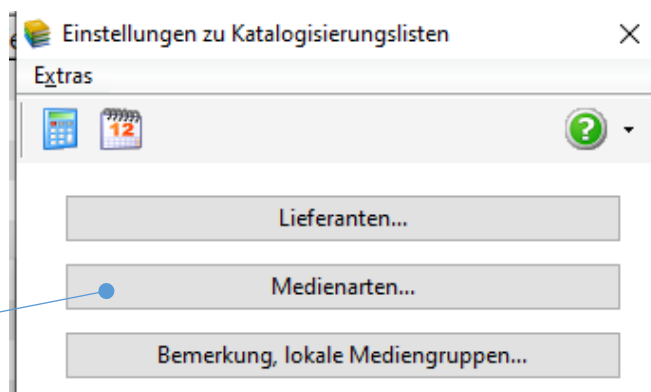 Einstellungen zu Katalogisierungslisten
Extras
12
Lieferanten...
Medienarten...
Bemerkung, lokale Mediengruppen...